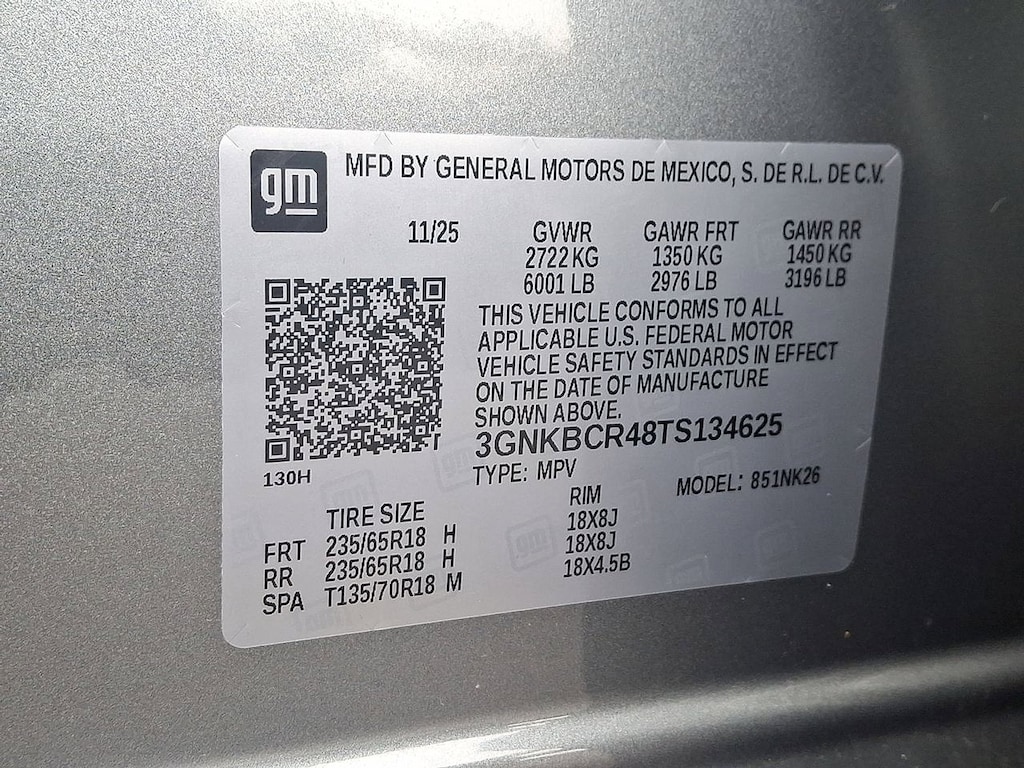 gm
MFD BY GENERAL MOTORS DE MEXICO, S. DE R.L. DE C.V.
11/25 GVWR GAWR FRT GAWR RR
2722 KG 1350 KG 1450 KG
6001 LB 2976 LB 3196 LB
THIS VEHICLE CONFORMS TO ALL
APPLICABLE U.S. FEDERAL MOTOR
VEHICLE SAFETY STANDARDS IN EFFECT
ON THE DATE OF MANUFACTURE
SHOWN ABOVE.
3GNKBCR48TS134625
130H
TYPE: MPV MODEL: 851NK26
TIRE SIZE RIM
FRT 235/65R18 H 18X8J
RR 235/65R18 H 18X8J
SPA T135/70R18 M 18X4.5B